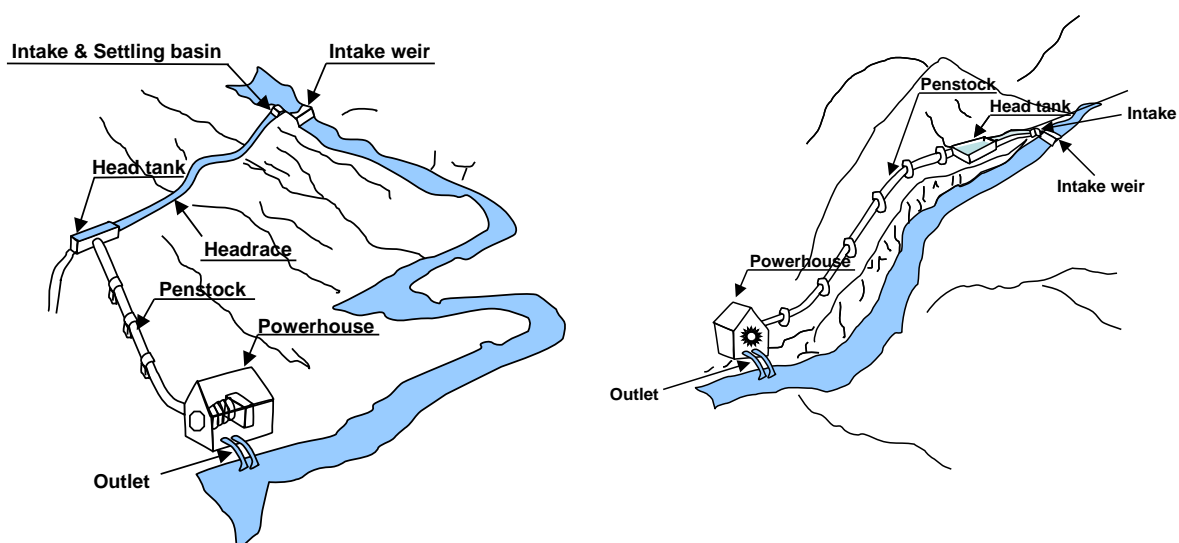 Intake & Settling basin
Intake weir
Head tank
Headrace
Penstock
Powerhouse
Outlet
Penstock
Head tank
Intake
Intake weir
Powerhouse
Outlet